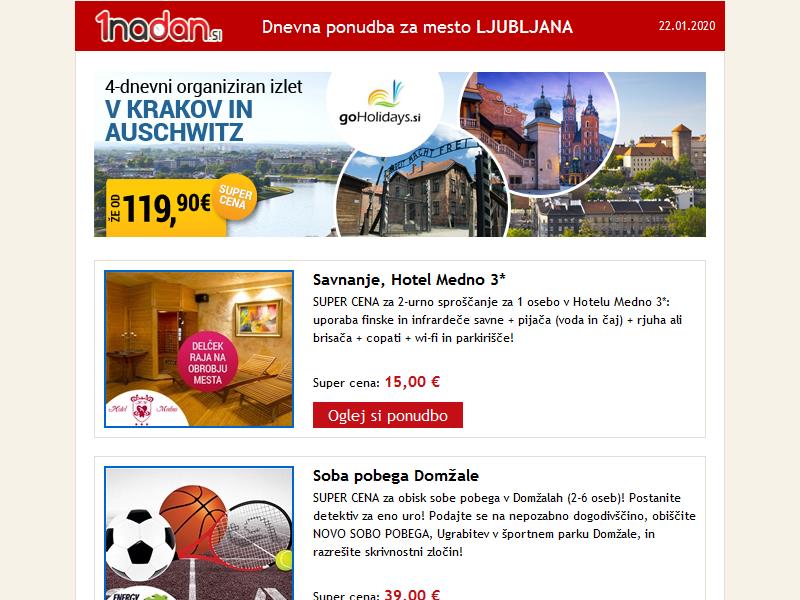 1nadan.si
Dnevna ponudba za mesto LJUBLJANA
22.01.2020
4-dnevni organiziran izlet
V KRAKOV IN
AUSCHWITZ
goHolidays.si
ARBEIT MACHT FREI
ŽE OD 119,90€
SUPER
CENA
Savnanje, Hotel Medno 3*
SUPER CENA za 2-urno sproščanje za 1 osebo v Hotelu Medno 3*:
uporaba finske in infrardeče savne + pijača (voda in čaj) + rjuha ali
brisača + copati + wi-fi in parkirišče!
DELČEK
RAJA NA
OBROBJU
MESTA
Hotel Medno
Super cena: 15,00 €
Oglej si ponudbo
Soba pobega Domžale
SUPER CENA za obisk sobe pobega v Domžalah (2-6 oseb)! Postanite
detektiv za eno uro! Podajte se na nepozabno dogodivščino, obiščite
NOVO SOBO POBEGA, Ugrabitev v športnem parku Domžale, in
razrešite skrivnostni zločin!
ENERGY
Super cena: 39,00 €